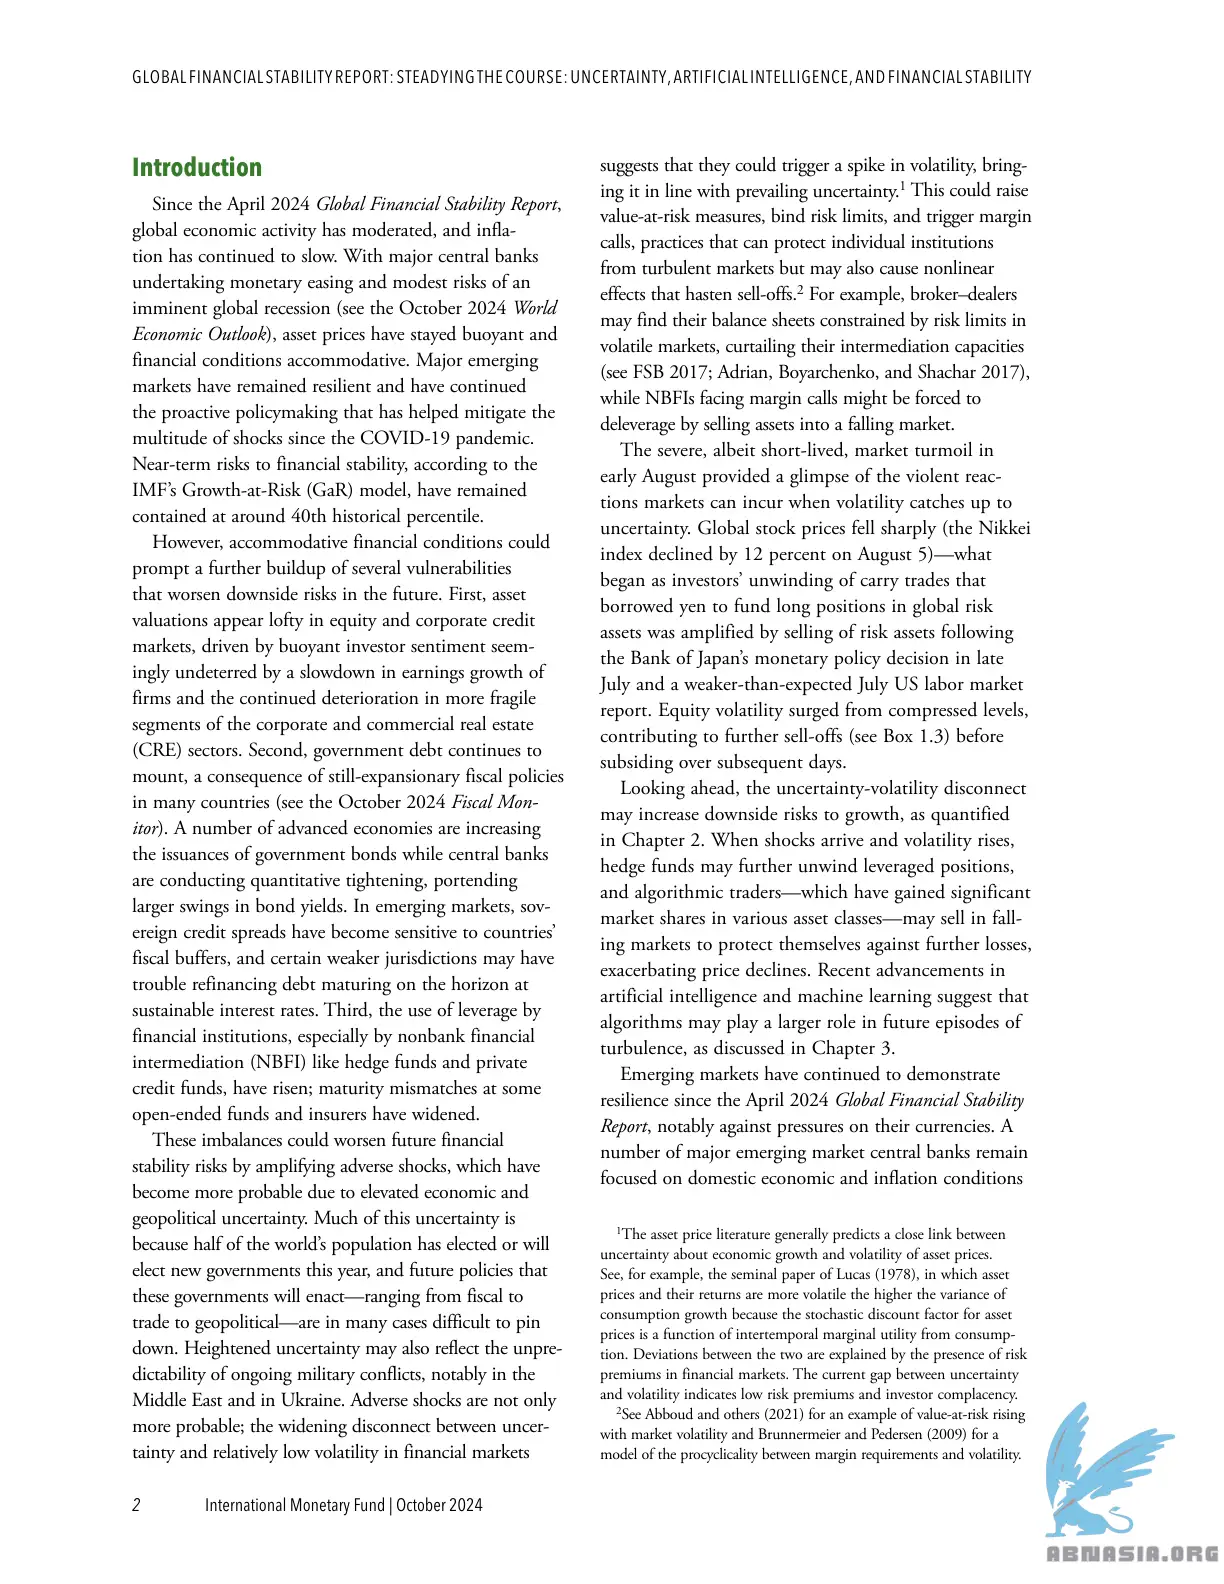 GLOBAL FINANCIAL STABILITY REPORT: STEADYING THE COURSE: UNCERTAINTY, ARTIFICIAL INTELLIGENCE, AND FINANCIAL STABILITY
Introduction
Since the April 2024 Global Financial Stability Report,
global economic activity has moderated, and infla-
tion has continued to slow. With major central banks
undertaking monetary easing and modest risks of an
imminent global recession (see the October 2024 World
Economic Outlook), asset prices have stayed buoyant and
financial conditions accommodative. Major emerging
markets have remained resilient and have continued
the proactive policymaking that has helped mitigate the
multitude of shocks since the COVID-19 pandemic.
Near-term risks to financial stability, according to the
IMF’s Growth-at-Risk (GaR) model, have remained
contained at around 40th historical percentile.
However, accommodative financial conditions could
prompt a further buildup of several vulnerabilities
that worsen downside risks in the future. First, asset
valuations appear lofty in equity and corporate credit
markets, driven by buoyant investor sentiment seem-
ingly undeterred by a slowdown in earnings growth of
firms and the continued deterioration in more fragile
segments of the corporate and commercial real estate
(CRE) sectors. Second, government debt continues to
mount, a consequence of still-expansionary fiscal policies
in many countries (see the October 2024 Fiscal Mon-
itor). A number of advanced economies are increasing
the issuances of government bonds while central banks
are conducting quantitative tightening, portending
larger swings in bond yields. In emerging markets, sov-
ereign credit spreads have become sensitive to countries’
fiscal buffers, and certain weaker jurisdictions may have
trouble refinancing debt maturing on the horizon at
sustainable interest rates. Third, the use of leverage by
financial institutions, especially by nonbank financial
intermediation (NBFI) like hedge funds and private
credit funds, have risen; maturity mismatches at some
open-ended funds and insurers have widened.
These imbalances could worsen future financial
stability risks by amplifying adverse shocks, which have
become more probable due to elevated economic and
geopolitical uncertainty. Much of this uncertainty is
because half of the world’s population has elected or will
elect new governments this year, and future policies that
these governments will enact—ranging from fiscal to
trade to geopolitical—are in many cases difficult to pin
down. Heightened uncertainty may also reflect the unpre-
dictability of ongoing military conflicts, notably in the
Middle East and in Ukraine. Adverse shocks are not only
more probable; the widening disconnect between uncer-
tainty and relatively low volatility in financial markets
suggests that they could trigger a spike in volatility, bring-
ing it in line with prevailing uncertainty.1 This could raise
value-at-risk measures, bind risk limits, and trigger margin
calls, practices that can protect individual institutions
from turbulent markets but may also cause nonlinear
effects that hasten sell-offs.2 For example, broker–dealers
may find their balance sheets constrained by risk limits in
volatile markets, curtailing their intermediation capacities
(see FSB 2017; Adrian, Boyarchenko, and Shachar 2017),
while NBFIs facing margin calls might be forced to
deleverage by selling assets into a falling market.
The severe, albeit short-lived, market turmoil in
early August provided a glimpse of the violent reac-
tions markets can incur when volatility catches up to
uncertainty. Global stock prices fell sharply (the Nikkei
index declined by 12 percent on August 5)—what
began as investors’ unwinding of carry trades that
borrowed yen to fund long positions in global risk
assets was amplified by selling of risk assets following
the Bank of Japan’s monetary policy decision in late
July and a weaker-than-expected July US labor market
report. Equity volatility surged from compressed levels,
contributing to further sell-offs (see Box 1.3) before
subsiding over subsequent days.
Looking ahead, the uncertainty-volatility disconnect
may increase downside risks to growth, as quantified
in Chapter 2. When shocks arrive and volatility rises,
hedge funds may further unwind leveraged positions,
and algorithmic traders—which have gained significant
market shares in various asset classes—may sell in fall-
ing markets to protect themselves against further losses,
exacerbating price declines. Recent advancements in
artificial intelligence and machine learning suggest that
algorithms may play a larger role in future episodes of
turbulence, as discussed in Chapter 3.
Emerging markets have continued to demonstrate
resilience since the April 2024 Global Financial Stability
Report, notably against pressures on their currencies. A
number of major emerging market central banks remain
focused on domestic economic and inflation conditions
1The asset price literature generally predicts a close link between
uncertainty about economic growth and volatility of asset prices.
See, for example, the seminal paper of Lucas (1978), in which asset
prices and their returns are more volatile the higher the variance of
consumption growth because the stochastic discount factor for asset
prices is a function of intertemporal marginal utility from consump-
tion. Deviations between the two are explained by the presence of risk
premiums in financial markets. The current gap between uncertainty
and volatility indicates low risk premiums and investor complacency.
2See Abboud and others (2021) for an example of value-at-risk rising
with market volatility and Brunnermeier and Pedersen (2009) for a
model of the procyclicality between margin requirements and volatility.
2 International Monetary Fund | October 2024
ABNASIA.ORG